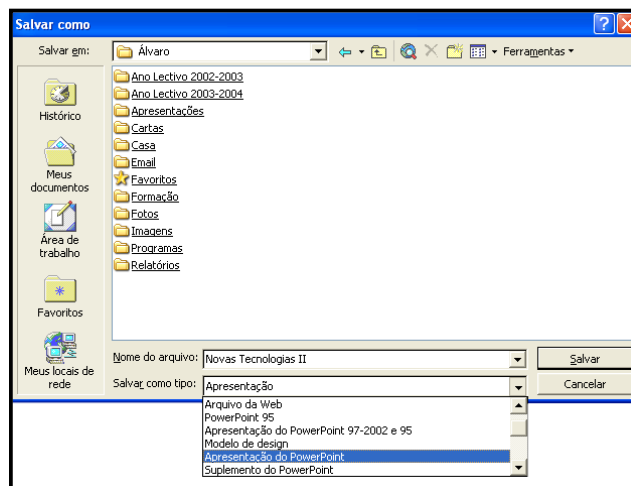 Salvar como
Salvar em: Álvaro Ferramentas
Histórico
Meus documentos
Área de trabalho
Favoritos
Meus locais de rede
Ano Lectivo 2002-2003
Ano Lectivo 2003-2004
Apresentações
Cartas
Casa
Email
Favoritos
Formação
Fotos
Imagens
Programas
Relatórios
Nome do arquivo: Novas Tecnologias II Salvar
Salvar como tipo: Apresentação Cancelar
Arquivo da Web
PowerPoint 95
Apresentação do PowerPoint 97-2002 e 95
Modelo de design
Apresentação do PowerPoint
Suplemento do PowerPoint